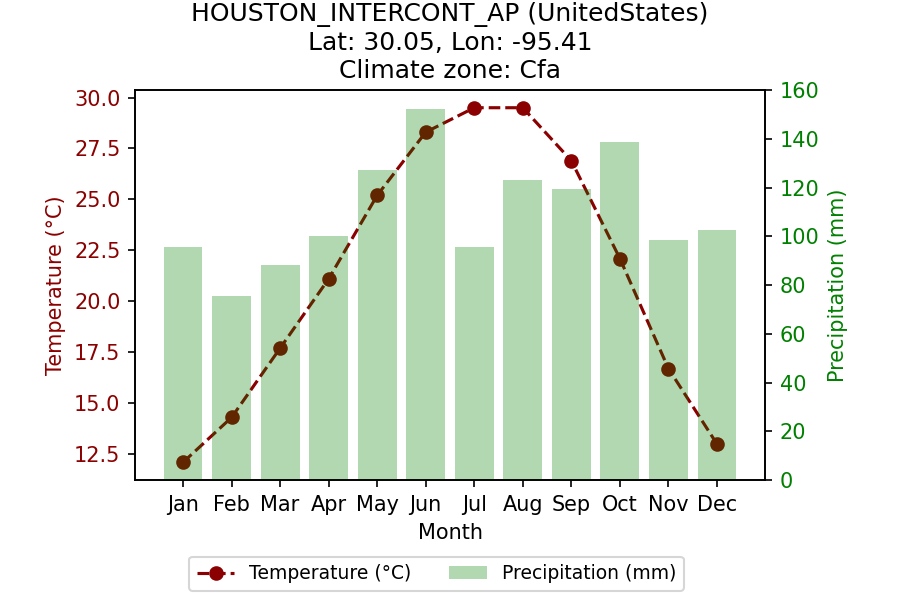 HOUSTON_INTERCONT_AP (UnitedStates)
Lat: 30.05, Lon: -95.41
Climate zone: Cfa
30.0
27.5
25.0
22.5
20.0
17.5
15.0
12.5
Temperature (°C)
160
140
120
100
80
60
40
20
0
Precipitation (mm)
Jan Feb Mar Apr May Jun Jul Aug Sep Oct Nov Dec
Month
Temperature (°C) Precipitation (mm)